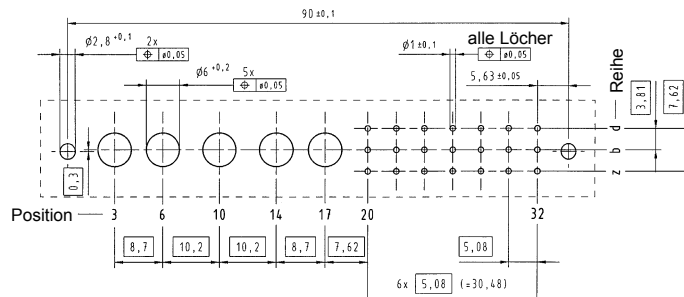 90 ±0,1
ø2,8 +0,1 2x
⌖ ø0,05
ø6 +0,2 5x
⌖ ø0,05
alle Löcher
ø1 ±0,1
⌖ ø0,05
5,63 ±0,05
Reihe
3,81
7,62
d
b
z
0,3
Position 3 6 10 14 17 20 32
8,7 10,2 10,2 8,7 7,62 5,08
6x 5,08 (=30,48)